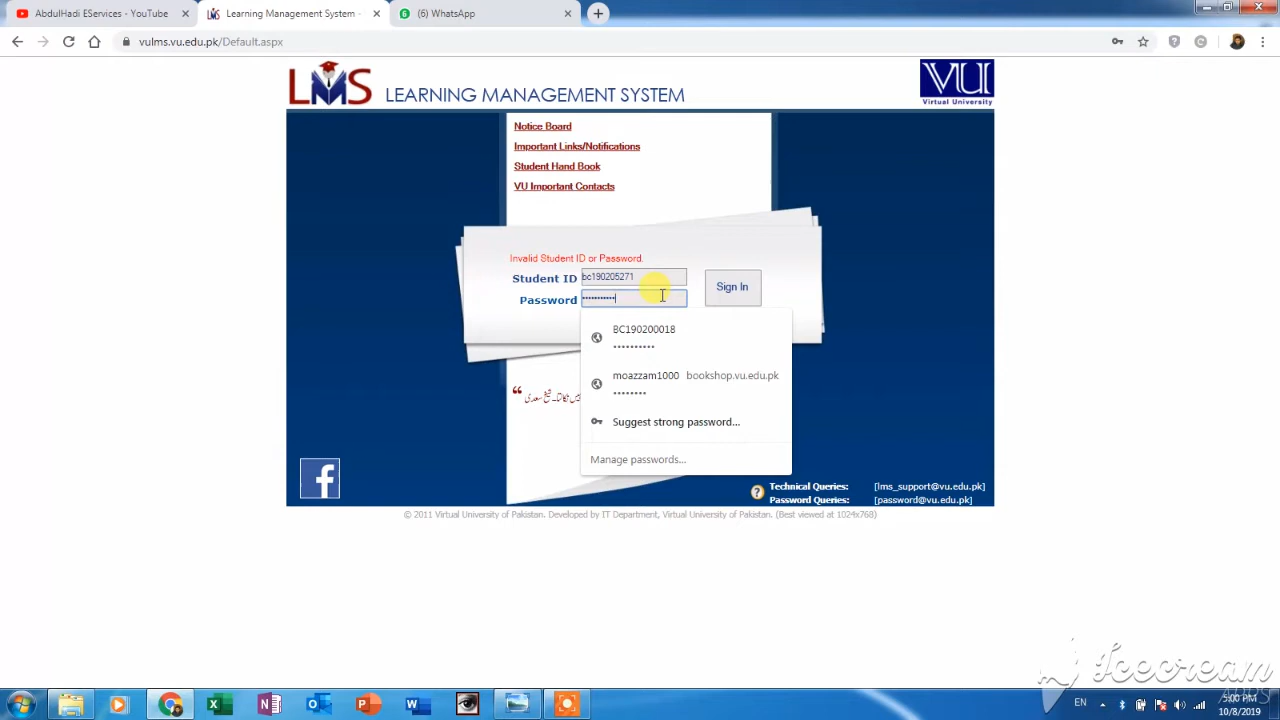 AbdulHadi EServices - YouTube
Learning Management System -
(6) WhatsApp
vulms.vu.edu.pk/Default.aspx
LMS
LEARNING MANAGEMENT SYSTEM
VU
Virtual University
Notice Board
Important Links/Notifications
Student Hand Book
VU Important Contacts
Invalid Student ID or Password.
Student ID
bc190205271
Password
•••••••••••
Sign In
BC190200018
••••••••••
moazzam1000 bookshop.vu.edu.pk
••••••••
Suggest strong password...
Manage passwords...
Technical Queries: [lms_support@vu.edu.pk]
Password Queries: [password@vu.edu.pk]
© 2011 Virtual University of Pakistan. Developed by IT Department, Virtual University of Pakistan. (Best viewed at 1024x768)
Icecream
APPS
EN
5:00 PM
10/8/2019